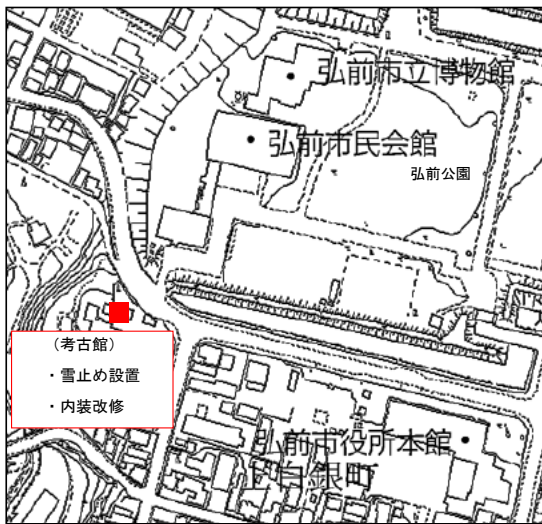 弘前市立博物館
弘前市民会館
弘前公園
（考古館）
・雪止め設置
・内装改修
弘前市役所本館
下白銀町